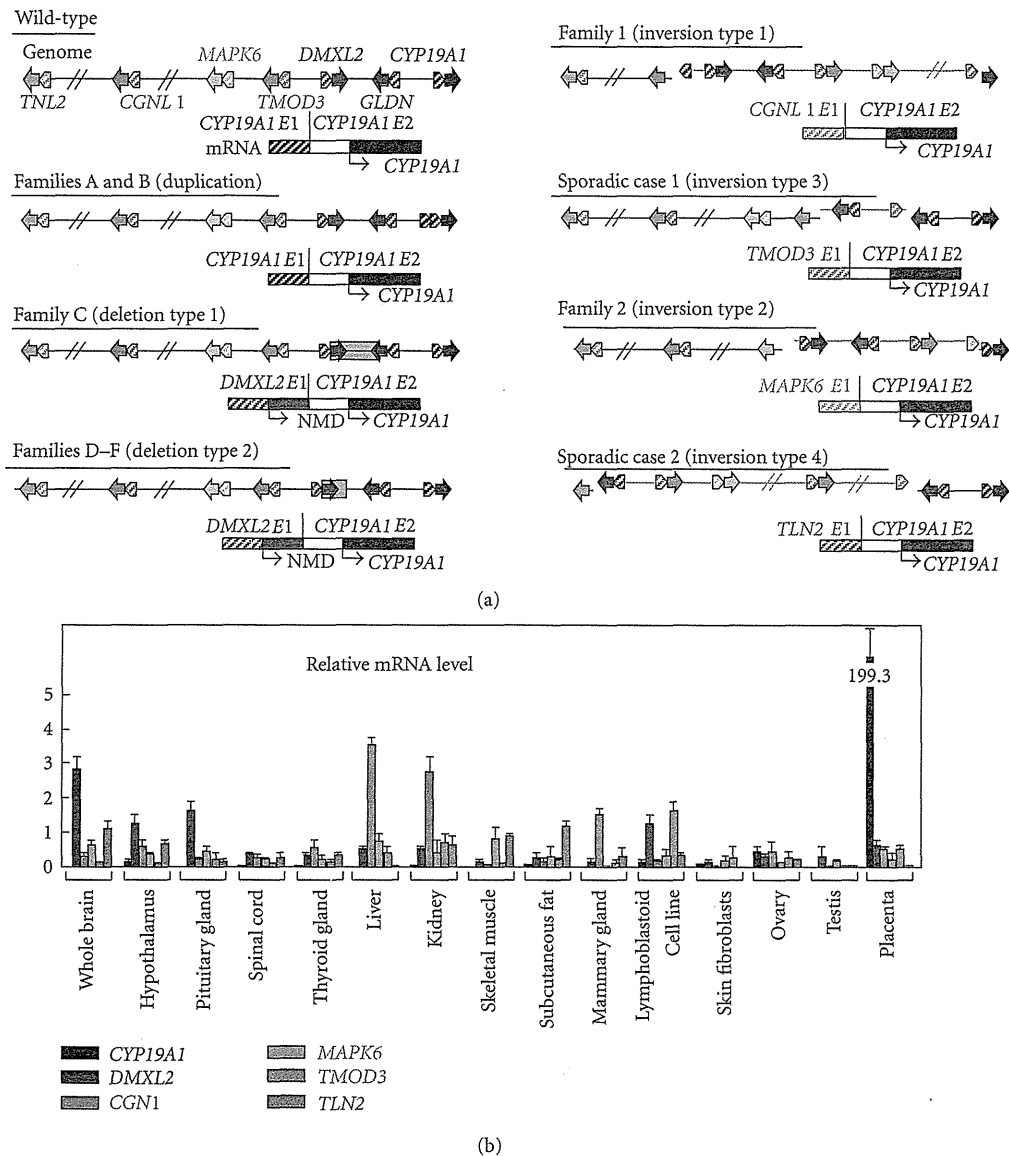 Wild-type
Genome
MAPK6 DMXL2 CYP19A1
TNL2 CGNL 1 TMOD3 GLDN
CYP19A1 E1 CYP19A1 E2
mRNA
CYP19A1
Families A and B (duplication)
CYP19A1 E1 CYP19A1 E2
CYP19A1
Family C (deletion type 1)
DMXL2 E1 CYP19A1 E2
NMD CYP19A1
Families D–F (deletion type 2)
DMXL2 E1 CYP19A1 E2
NMD CYP19A1
Family 1 (inversion type 1)
CGNL 1 E1 CYP19A1 E2
CYP19A1
Sporadic case 1 (inversion type 3)
TMOD3 E1 CYP19A1 E2
CYP19A1
Family 2 (inversion type 2)
MAPK6 E1 CYP19A1 E2
CYP19A1
Sporadic case 2 (inversion type 4)
TLN2 E1 CYP19A1 E2
CYP19A1
(a)
Relative mRNA level
199.3
5
4
3
2
1
0
Whole brain
Hypothalamus
Pituitary gland
Spinal cord
Thyroid gland
Liver
Kidney
Skeletal muscle
Subcutaneous fat
Mammary gland
Lymphoblastoid
Cell line
Skin fibroblasts
Ovary
Testis
Placenta
CYP19A1
DMXL2
CGN1
MAPK6
TMOD3
TLN2
(b)